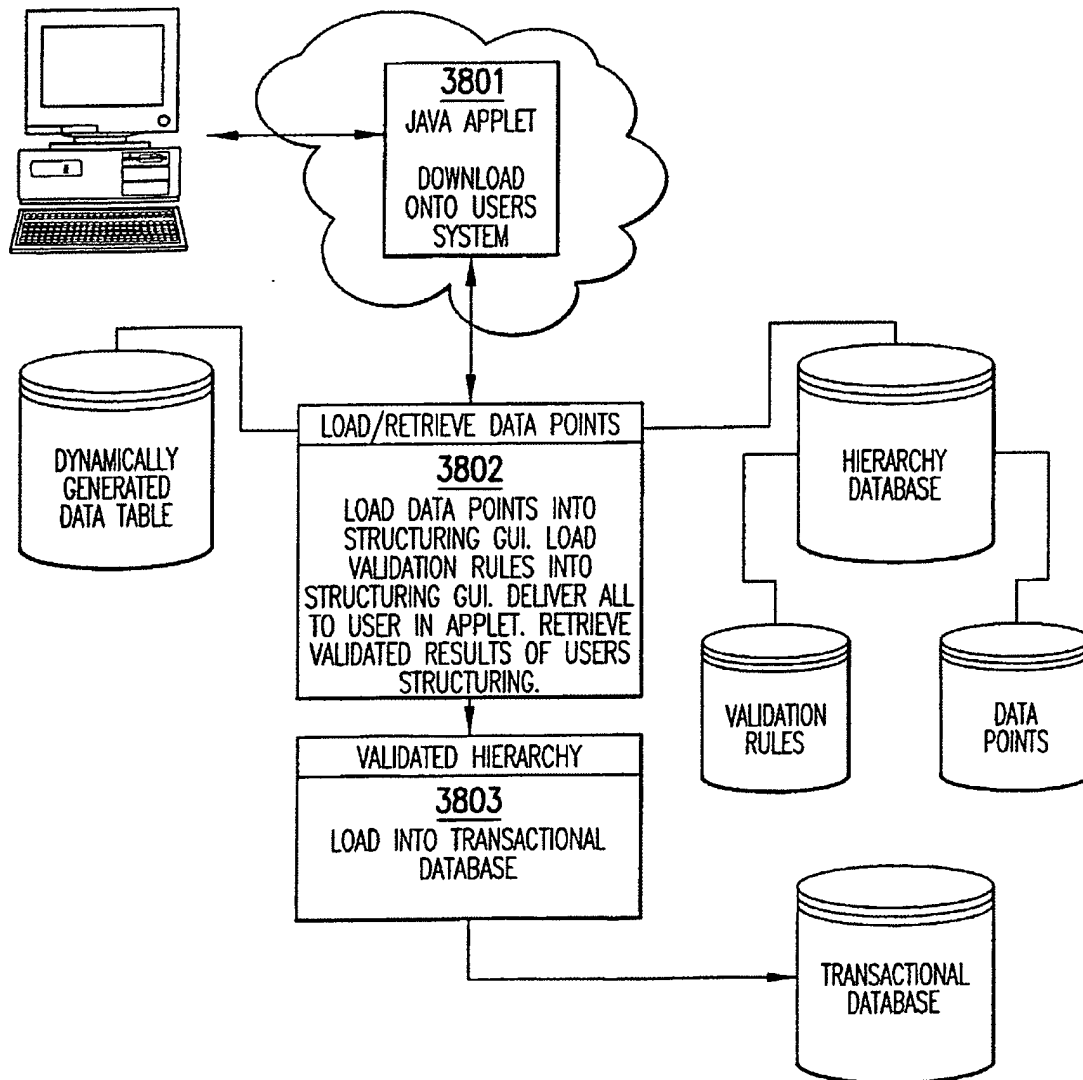 3801
JAVA APPLET
DOWNLOAD
ONTO USERS
SYSTEM
DYNAMICALLY
GENERATED
DATA TABLE
LOAD/RETRIEVE DATA POINTS
3802
LOAD DATA POINTS INTO
STRUCTURING GUI. LOAD
VALIDATION RULES INTO
STRUCTURING GUI. DELIVER ALL
TO USER IN APPLET. RETRIEVE
VALIDATED RESULTS OF USERS
STRUCTURING.
HIERARCHY
DATABASE
VALIDATION
RULES
DATA
POINTS
VALIDATED HIERARCHY
3803
LOAD INTO TRANSACTIONAL
DATABASE
TRANSACTIONAL
DATABASE